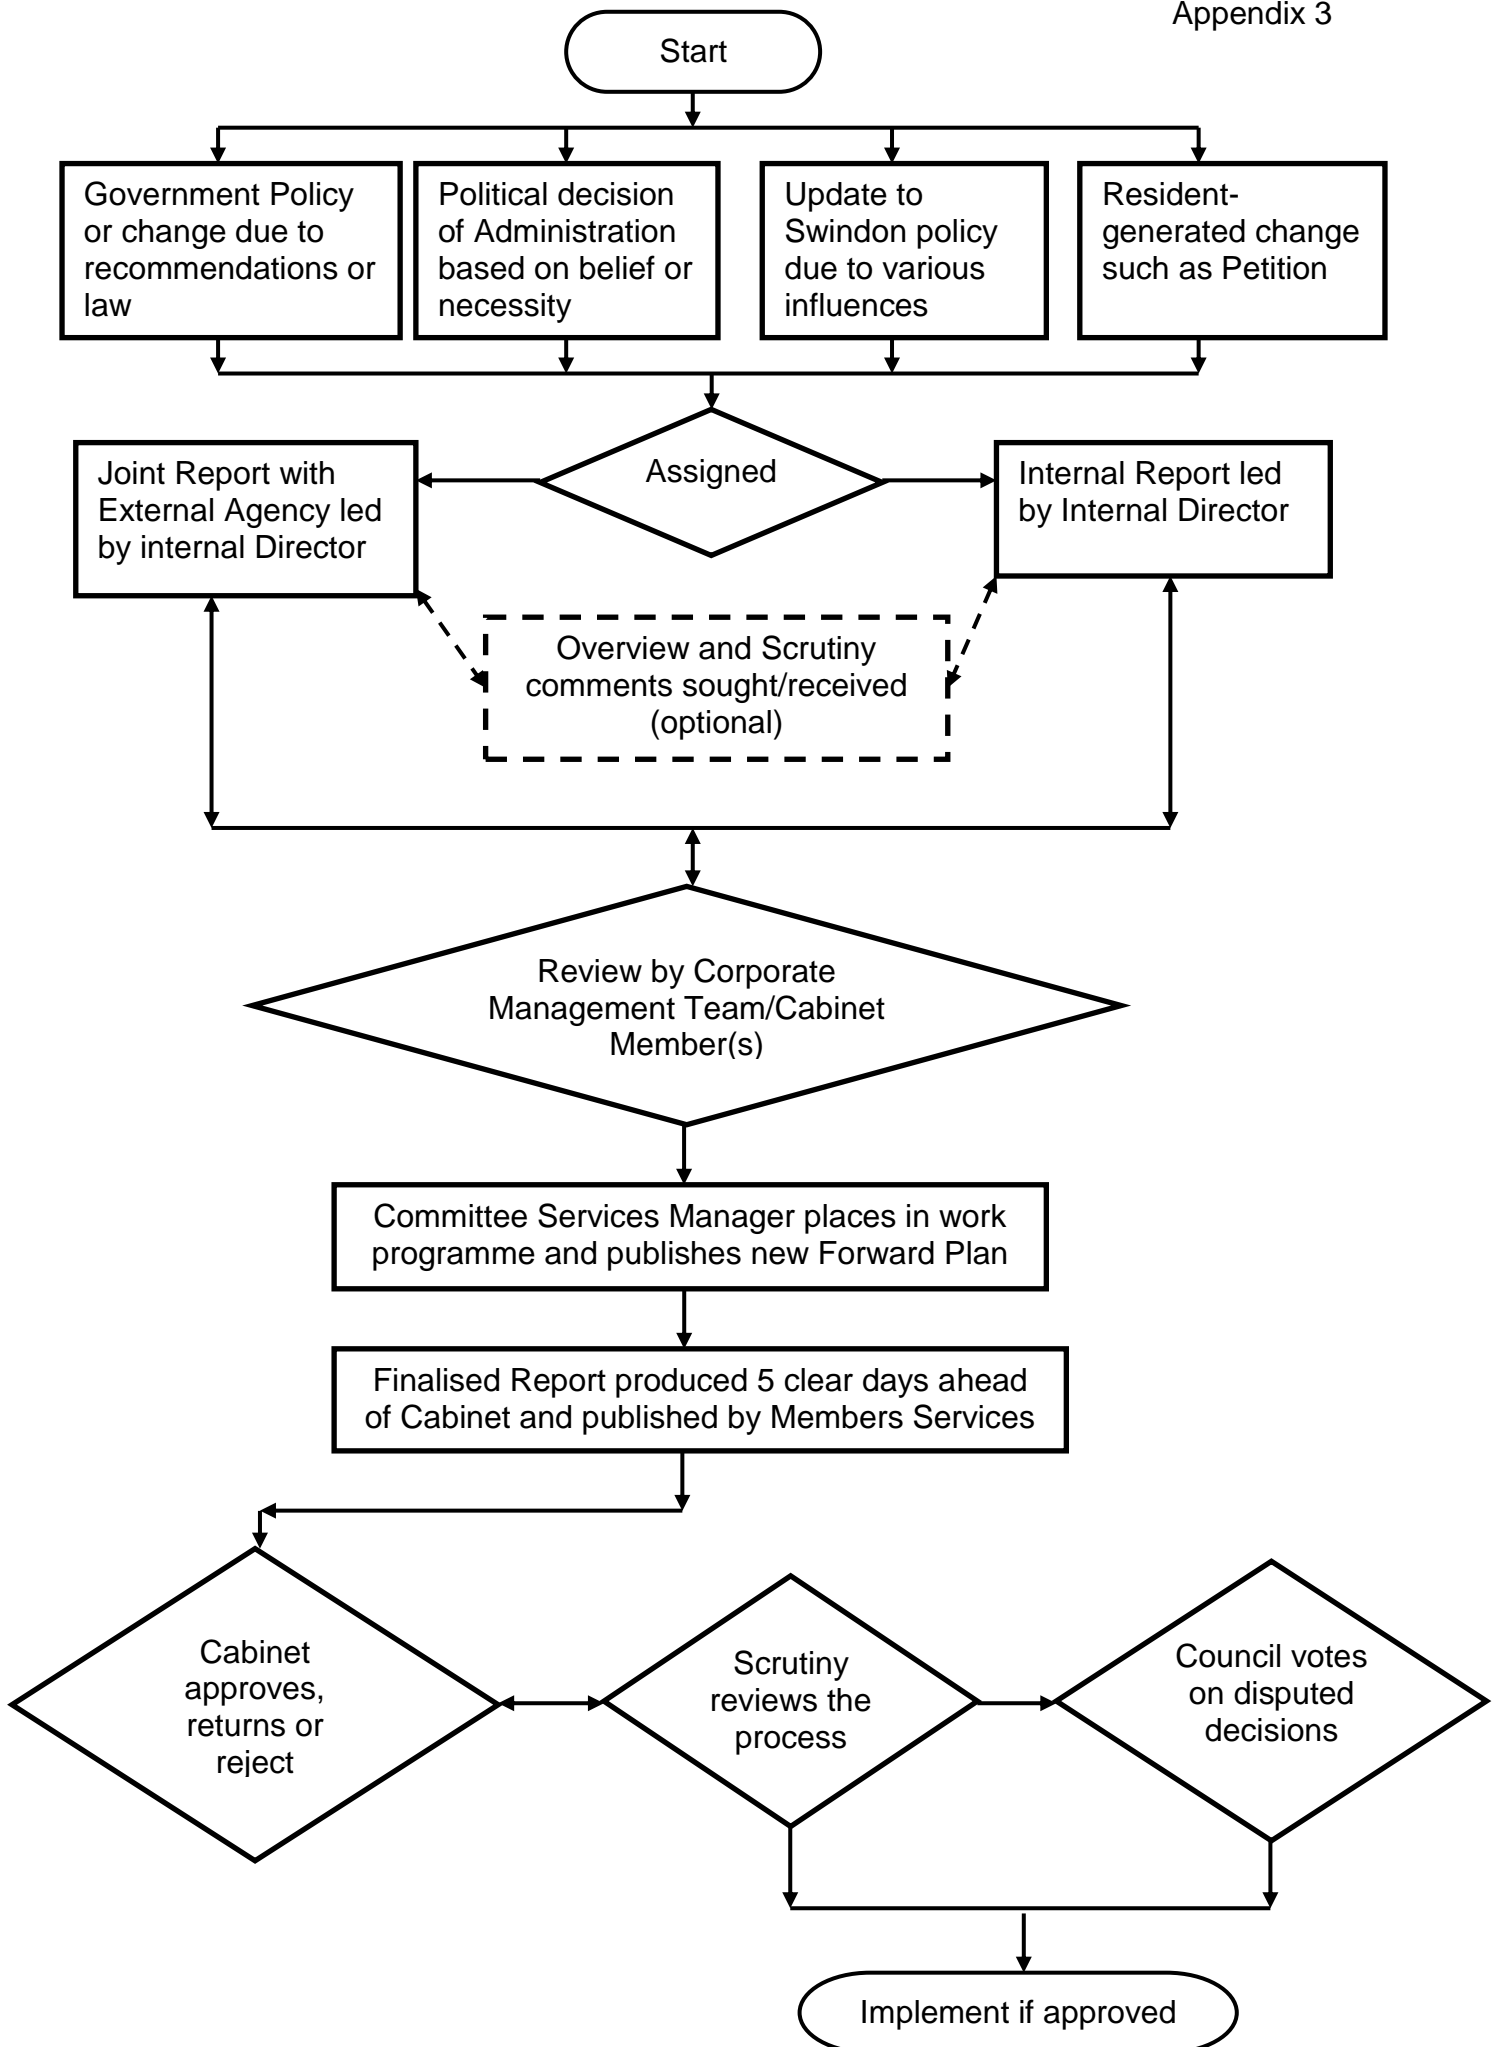 Appendix 3
Start
Government Policy
or change due to
recommendations or
law
Political decision
of Administration
based on belief or
necessity
Update to
Swindon policy
due to various
influences
Resident-
generated change
such as Petition
Assigned
Joint Report with
External Agency led
by internal Director
Internal Report led
by Internal Director
Overview and Scrutiny
comments sought/received
(optional)
Review by Corporate
Management Team/Cabinet
Member(s)
Committee Services Manager places in work
programme and publishes new Forward Plan
Finalised Report produced 5 clear days ahead
of Cabinet and published by Members Services
Cabinet
approves,
returns or
reject
Scrutiny
reviews the
process
Council votes
on disputed
decisions
Implement if approved